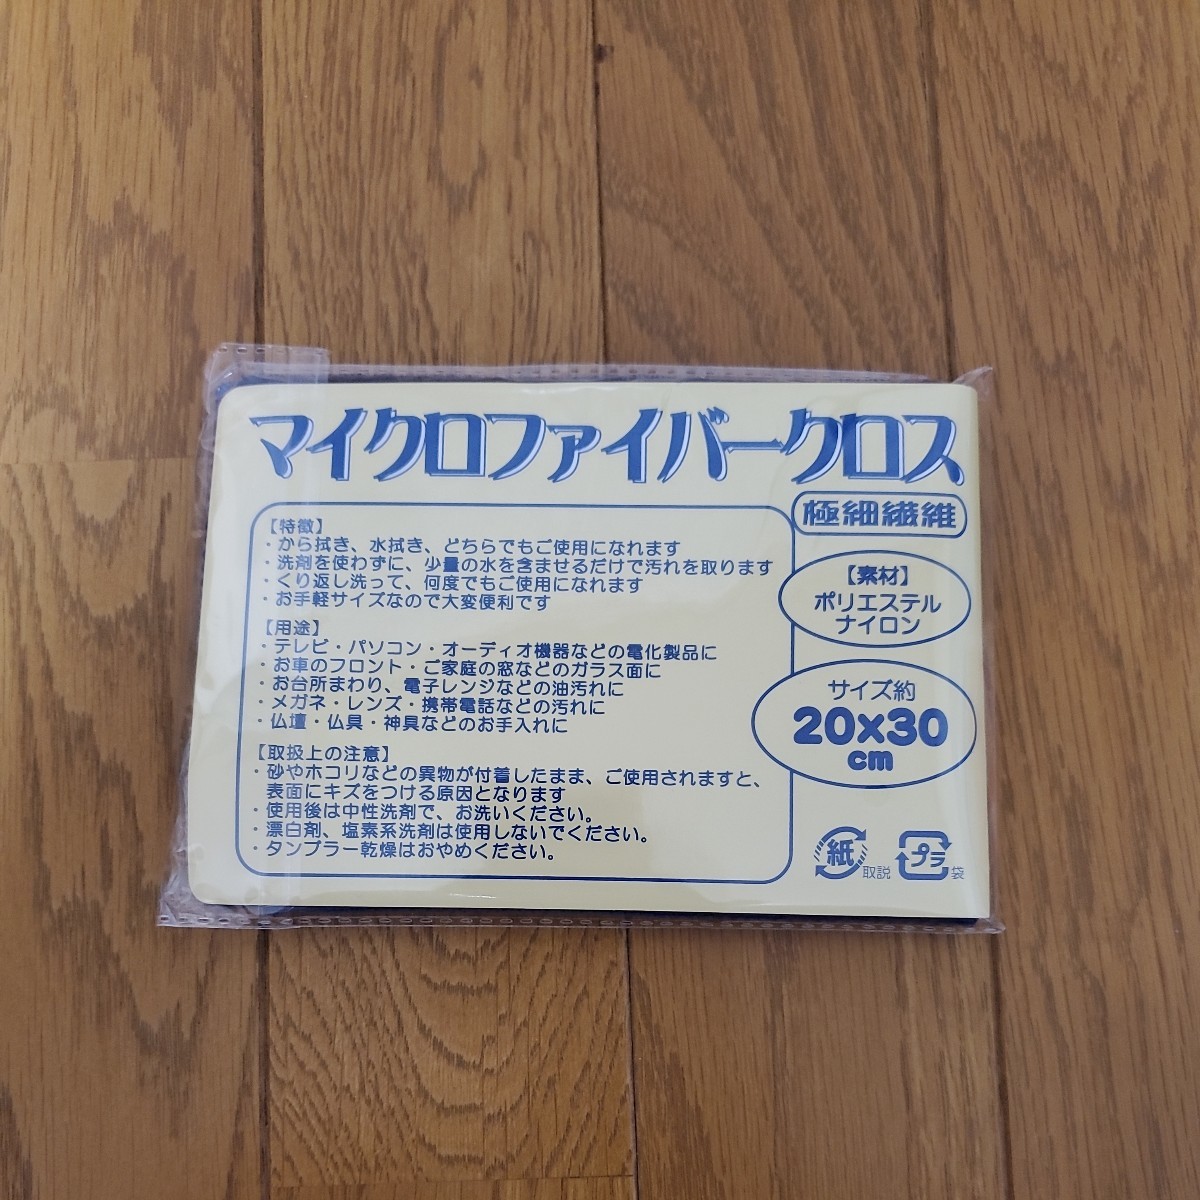 マイクロファイバークロス
極細繊維
【特徴】
・から拭き、水拭き、どちらでもご使用になれます
・洗剤を使わずに、少量の水を含ませるだけで汚れを取ります
・くり返し洗って、何度でもご使用になれます
・お手軽サイズなので大変便利です
【用途】
・テレビ・パソコン・オーディオ機器などの電化製品に
・お車のフロント・ご家庭の窓などのガラス面に
・お台所まわり、電子レンジなどの油汚れに
・メガネ・レンズ・携帯電話などの汚れに
・仏壇・仏具・神具などのお手入れに
【取扱上の注意】
・砂やホコリなどの異物が付着したまま、ご使用されますと、
表面にキズをつける原因となります
・使用後は中性洗剤で、お洗いください。
・漂白剤、塩素系洗剤は使用しないでください。
・タンブラー乾燥はおやめください。
【素材】
ポリエステル
ナイロン
サイズ約
20x30
cm
紙 取説
プラ 袋